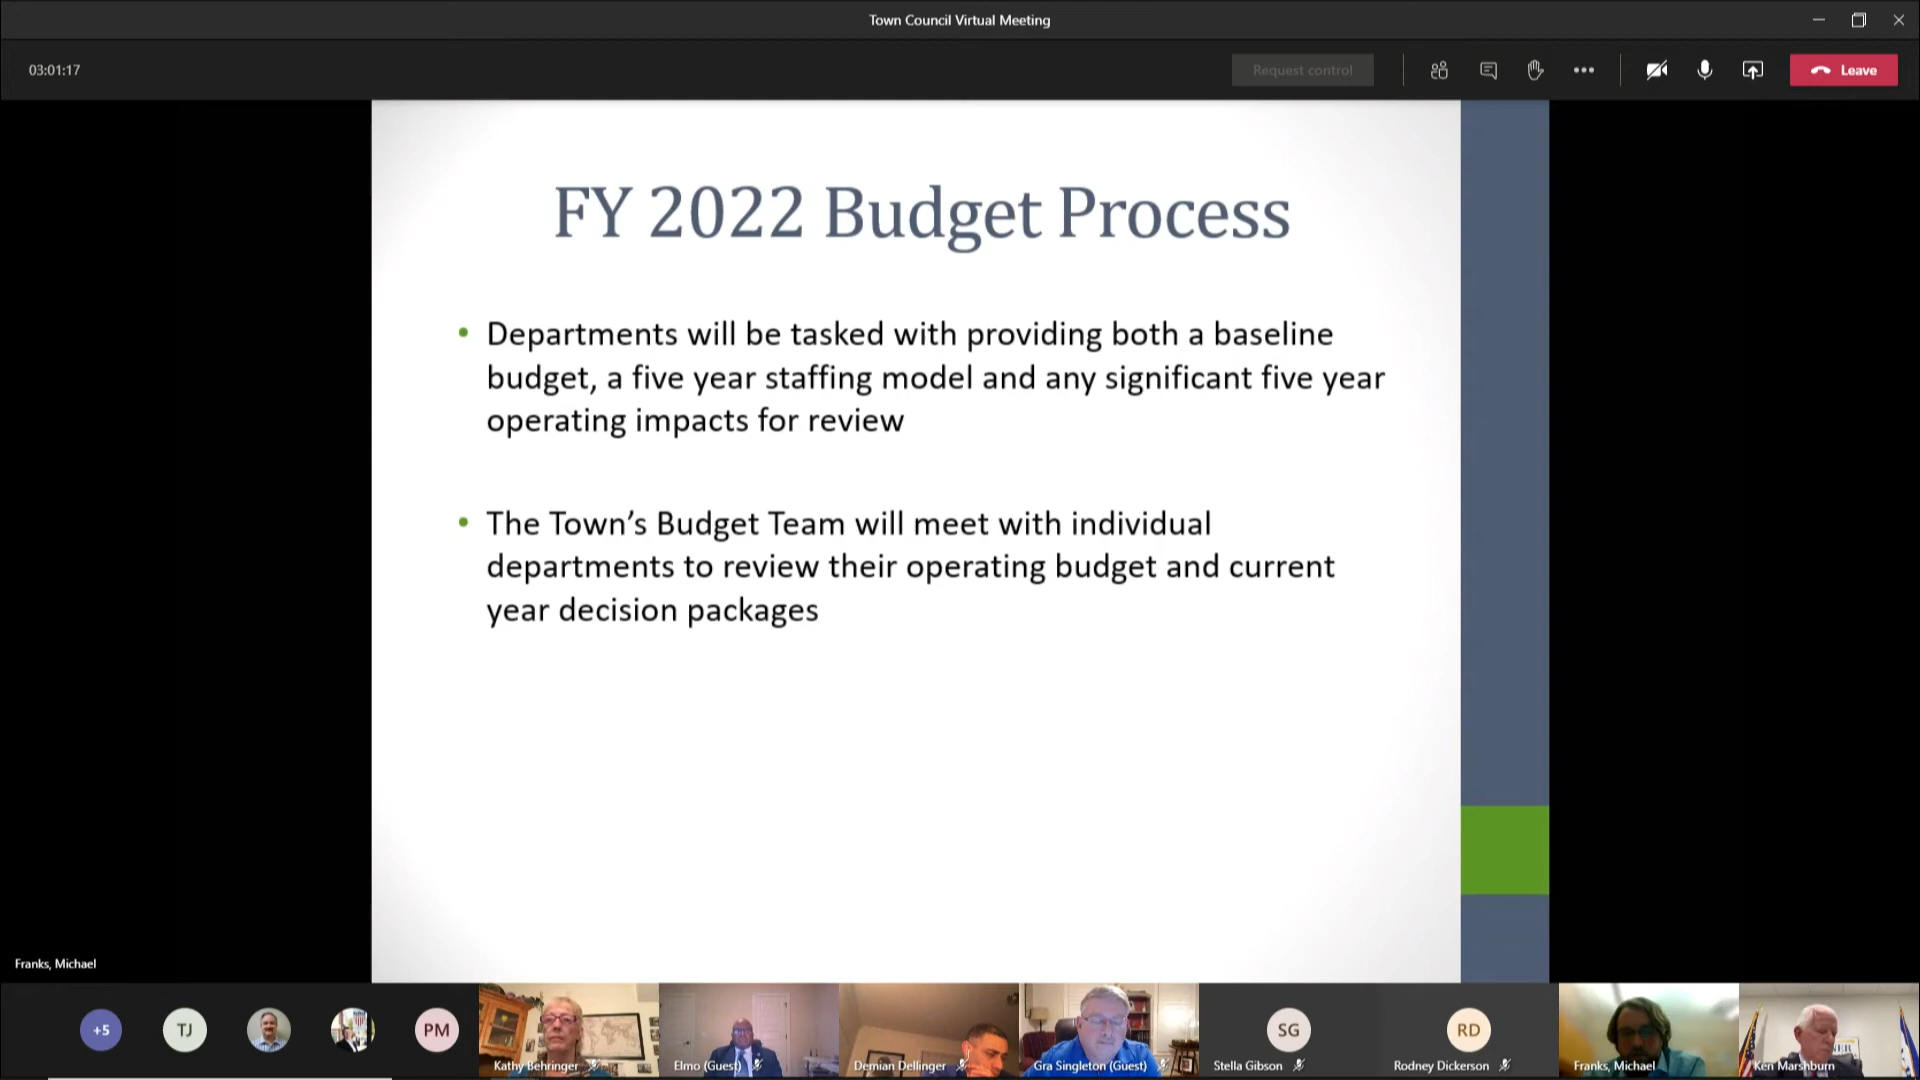 Town Council Virtual Meeting
03:01:17
Request control
Leave
FY 2022 Budget Process
• Departments will be tasked with providing both a baseline
budget, a five year staffing model and any significant five year
operating impacts for review
• The Town’s Budget Team will meet with individual
departments to review their operating budget and current
year decision packages
Franks, Michael
+5
TJ
PM
Kathy Behringer
Elmo (Guest)
Demian Dellinger
Gra Singleton (Guest)
SG
Stella Gibson
RD
Rodney Dickerson
Franks, Michael
Ken Marshburn